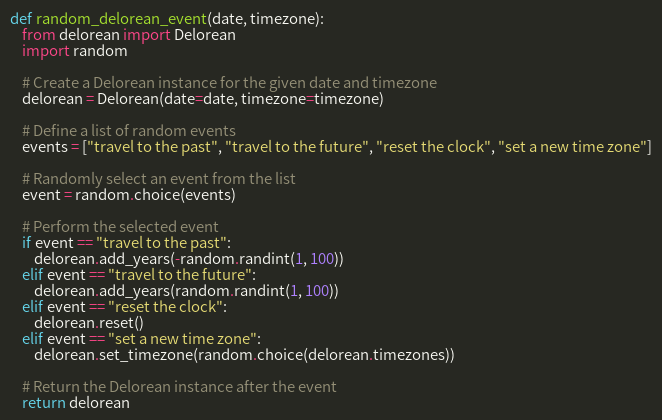 def random_delorean_event(date, timezone):
from delorean import Delorean
import random
# Create a Delorean instance for the given date and timezone
delorean = Delorean(date=date, timezone=timezone)
# Define a list of random events
events = ["travel to the past", "travel to the future", "reset the clock", "set a new time zone"]
# Randomly select an event from the list
event = random.choice(events)
# Perform the selected event
if event == "travel to the past":
delorean.add_years(-random.randint(1, 100))
elif event == "travel to the future":
delorean.add_years(random.randint(1, 100))
elif event == "reset the clock":
delorean.reset()
elif event == "set a new time zone":
delorean.set_timezone(random.choice(delorean.timezones))
# Return the Delorean instance after the event
return delorean